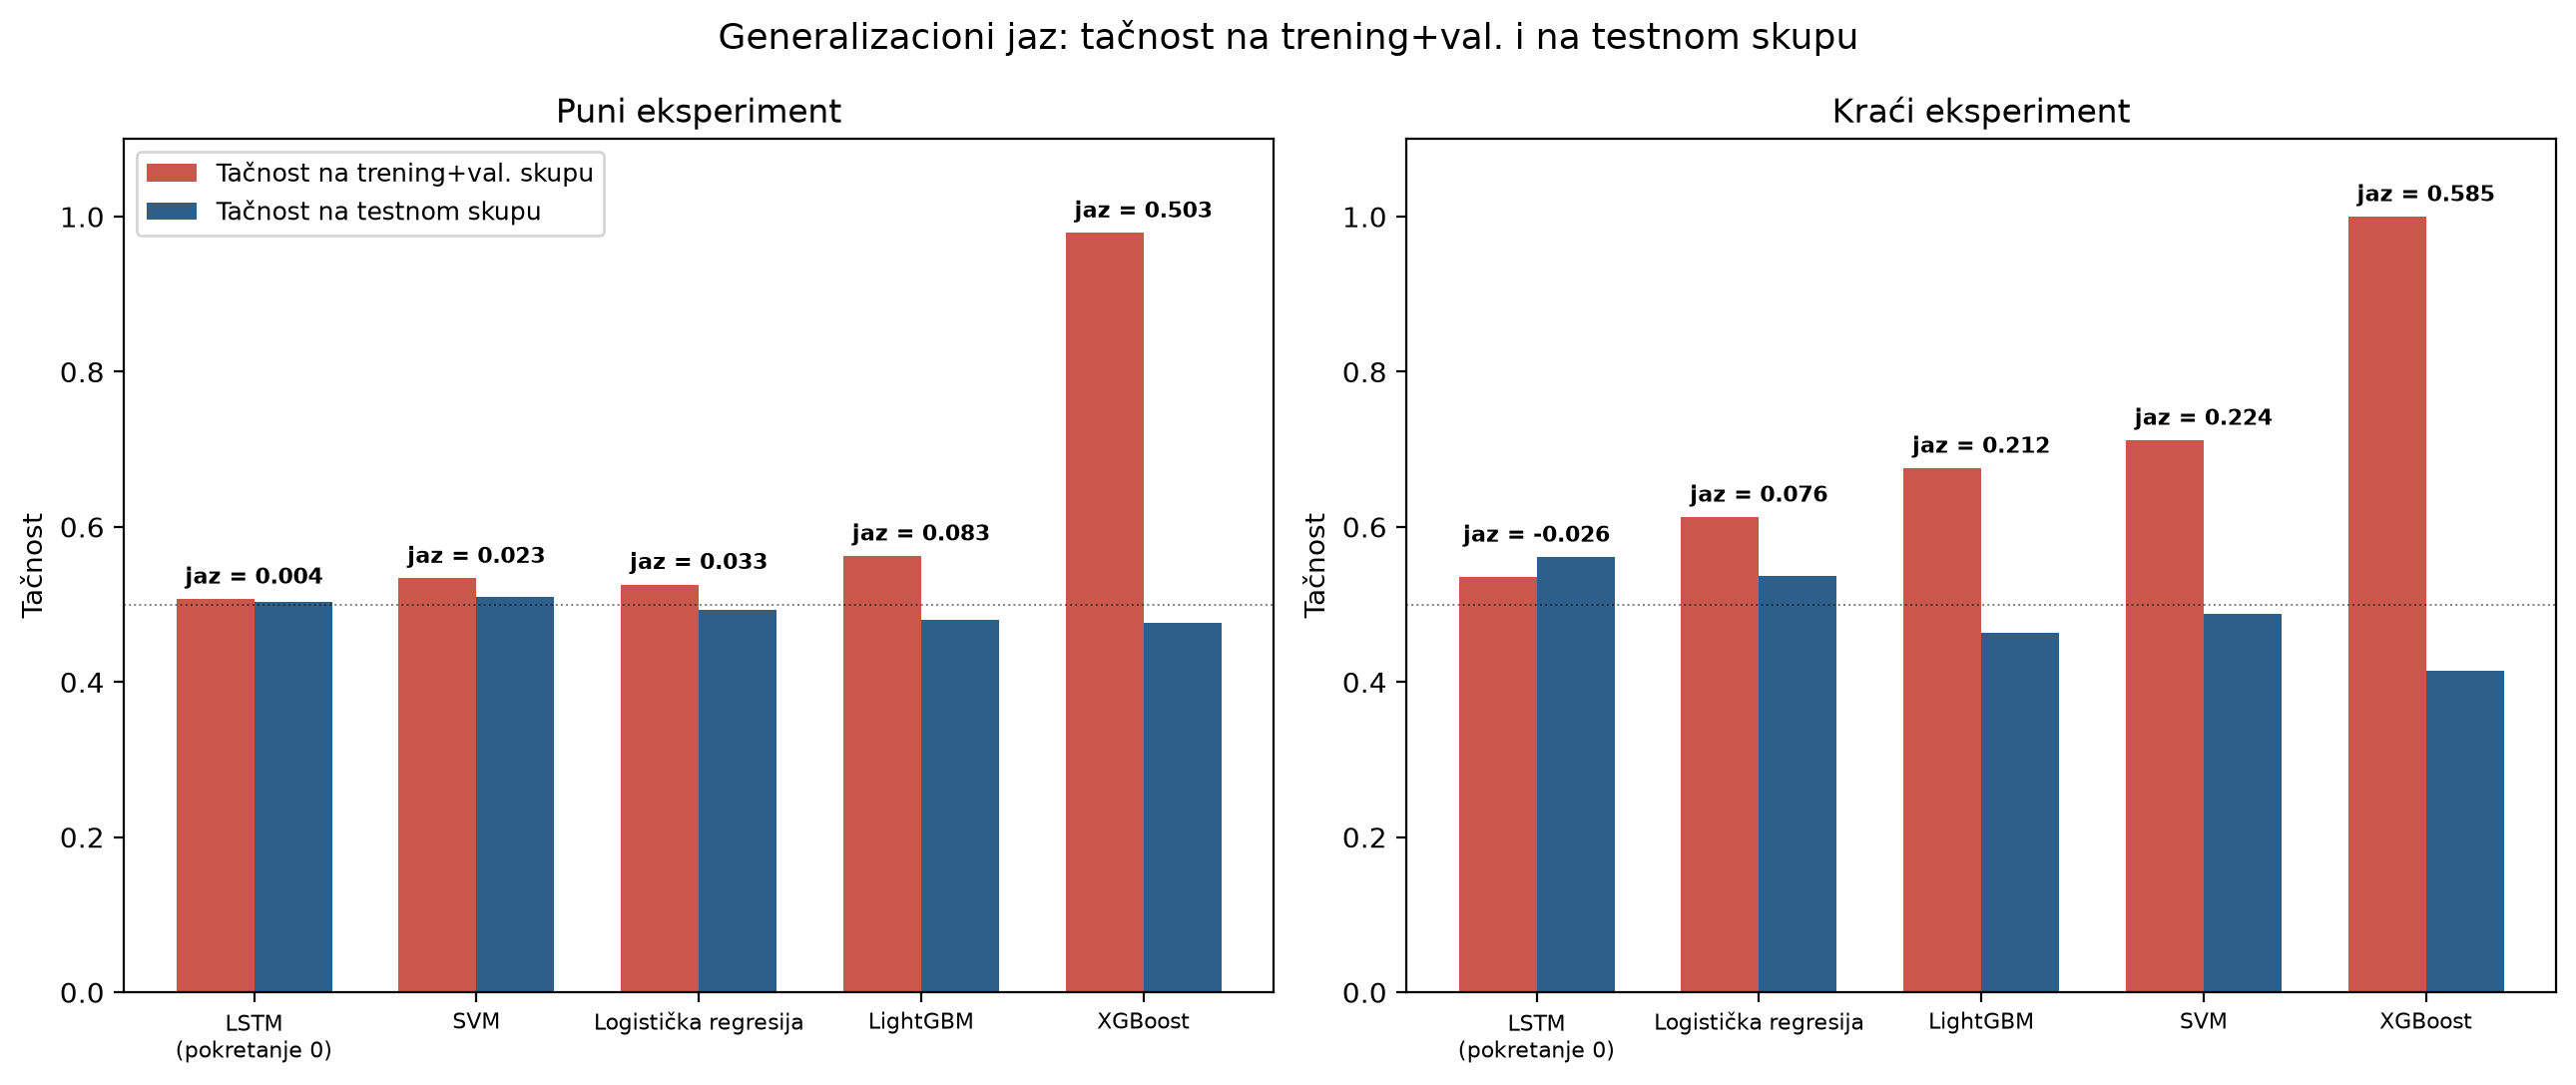 Generalizacioni jaz: tačnost na trening+val. i na testnom skupu
Puni eksperiment
Tačnost na trening+val. skupu
Tačnost na testnom skupu
Tačnost
1.0
0.8
0.6
0.4
0.2
0.0
jaz = 0.004
jaz = 0.023
jaz = 0.033
jaz = 0.083
jaz = 0.503
LSTM
(pokretanje 0)
SVM
Logistička regresija
LightGBM
XGBoost
Kraći eksperiment
Tačnost
1.0
0.8
0.6
0.4
0.2
0.0
jaz = -0.026
jaz = 0.076
jaz = 0.212
jaz = 0.224
jaz = 0.585
LSTM
(pokretanje 0)
Logistička regresija
LightGBM
SVM
XGBoost